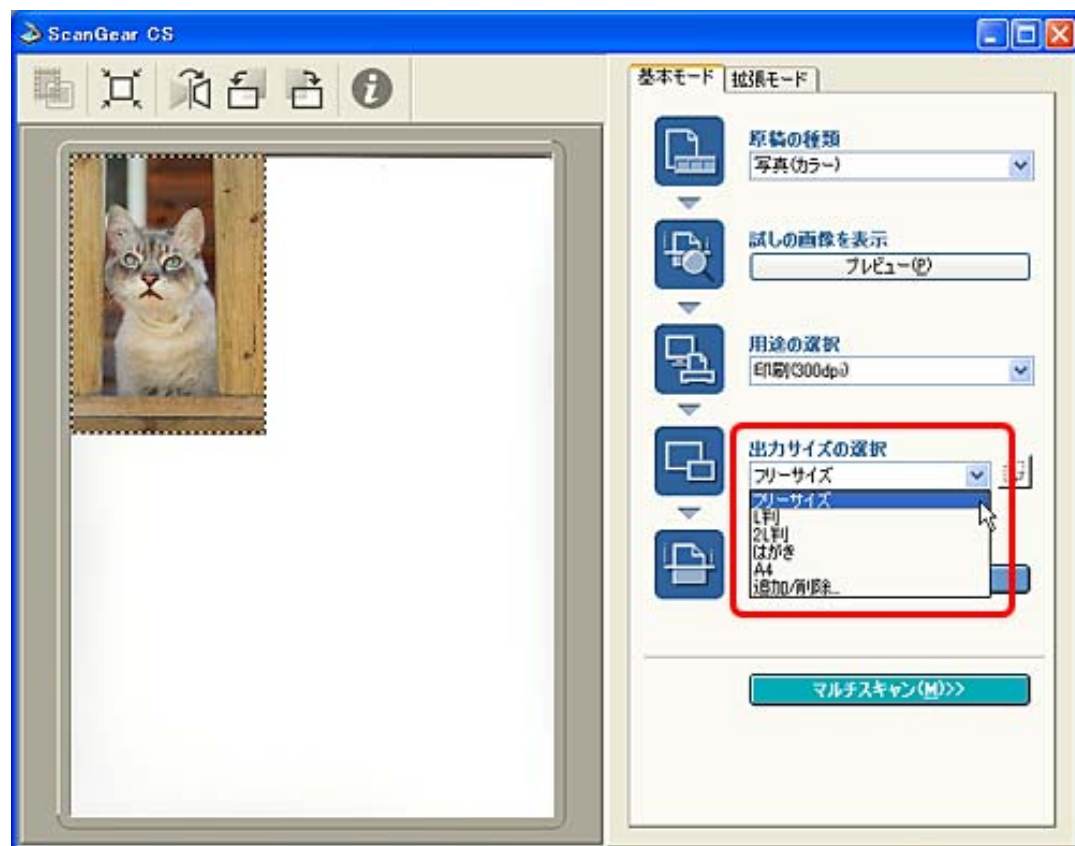 ScanGear CS
基本モード
拡張モード
原稿の種類
写真(カラー)
試しの画像を表示
プレビュー(P)
用途の選択
印刷(300dpi)
出力サイズの選択
フリーサイズ
フリーサイズ
L判
2L判
はがき
A4
追加/削除...
マルチスキャン(M)>>